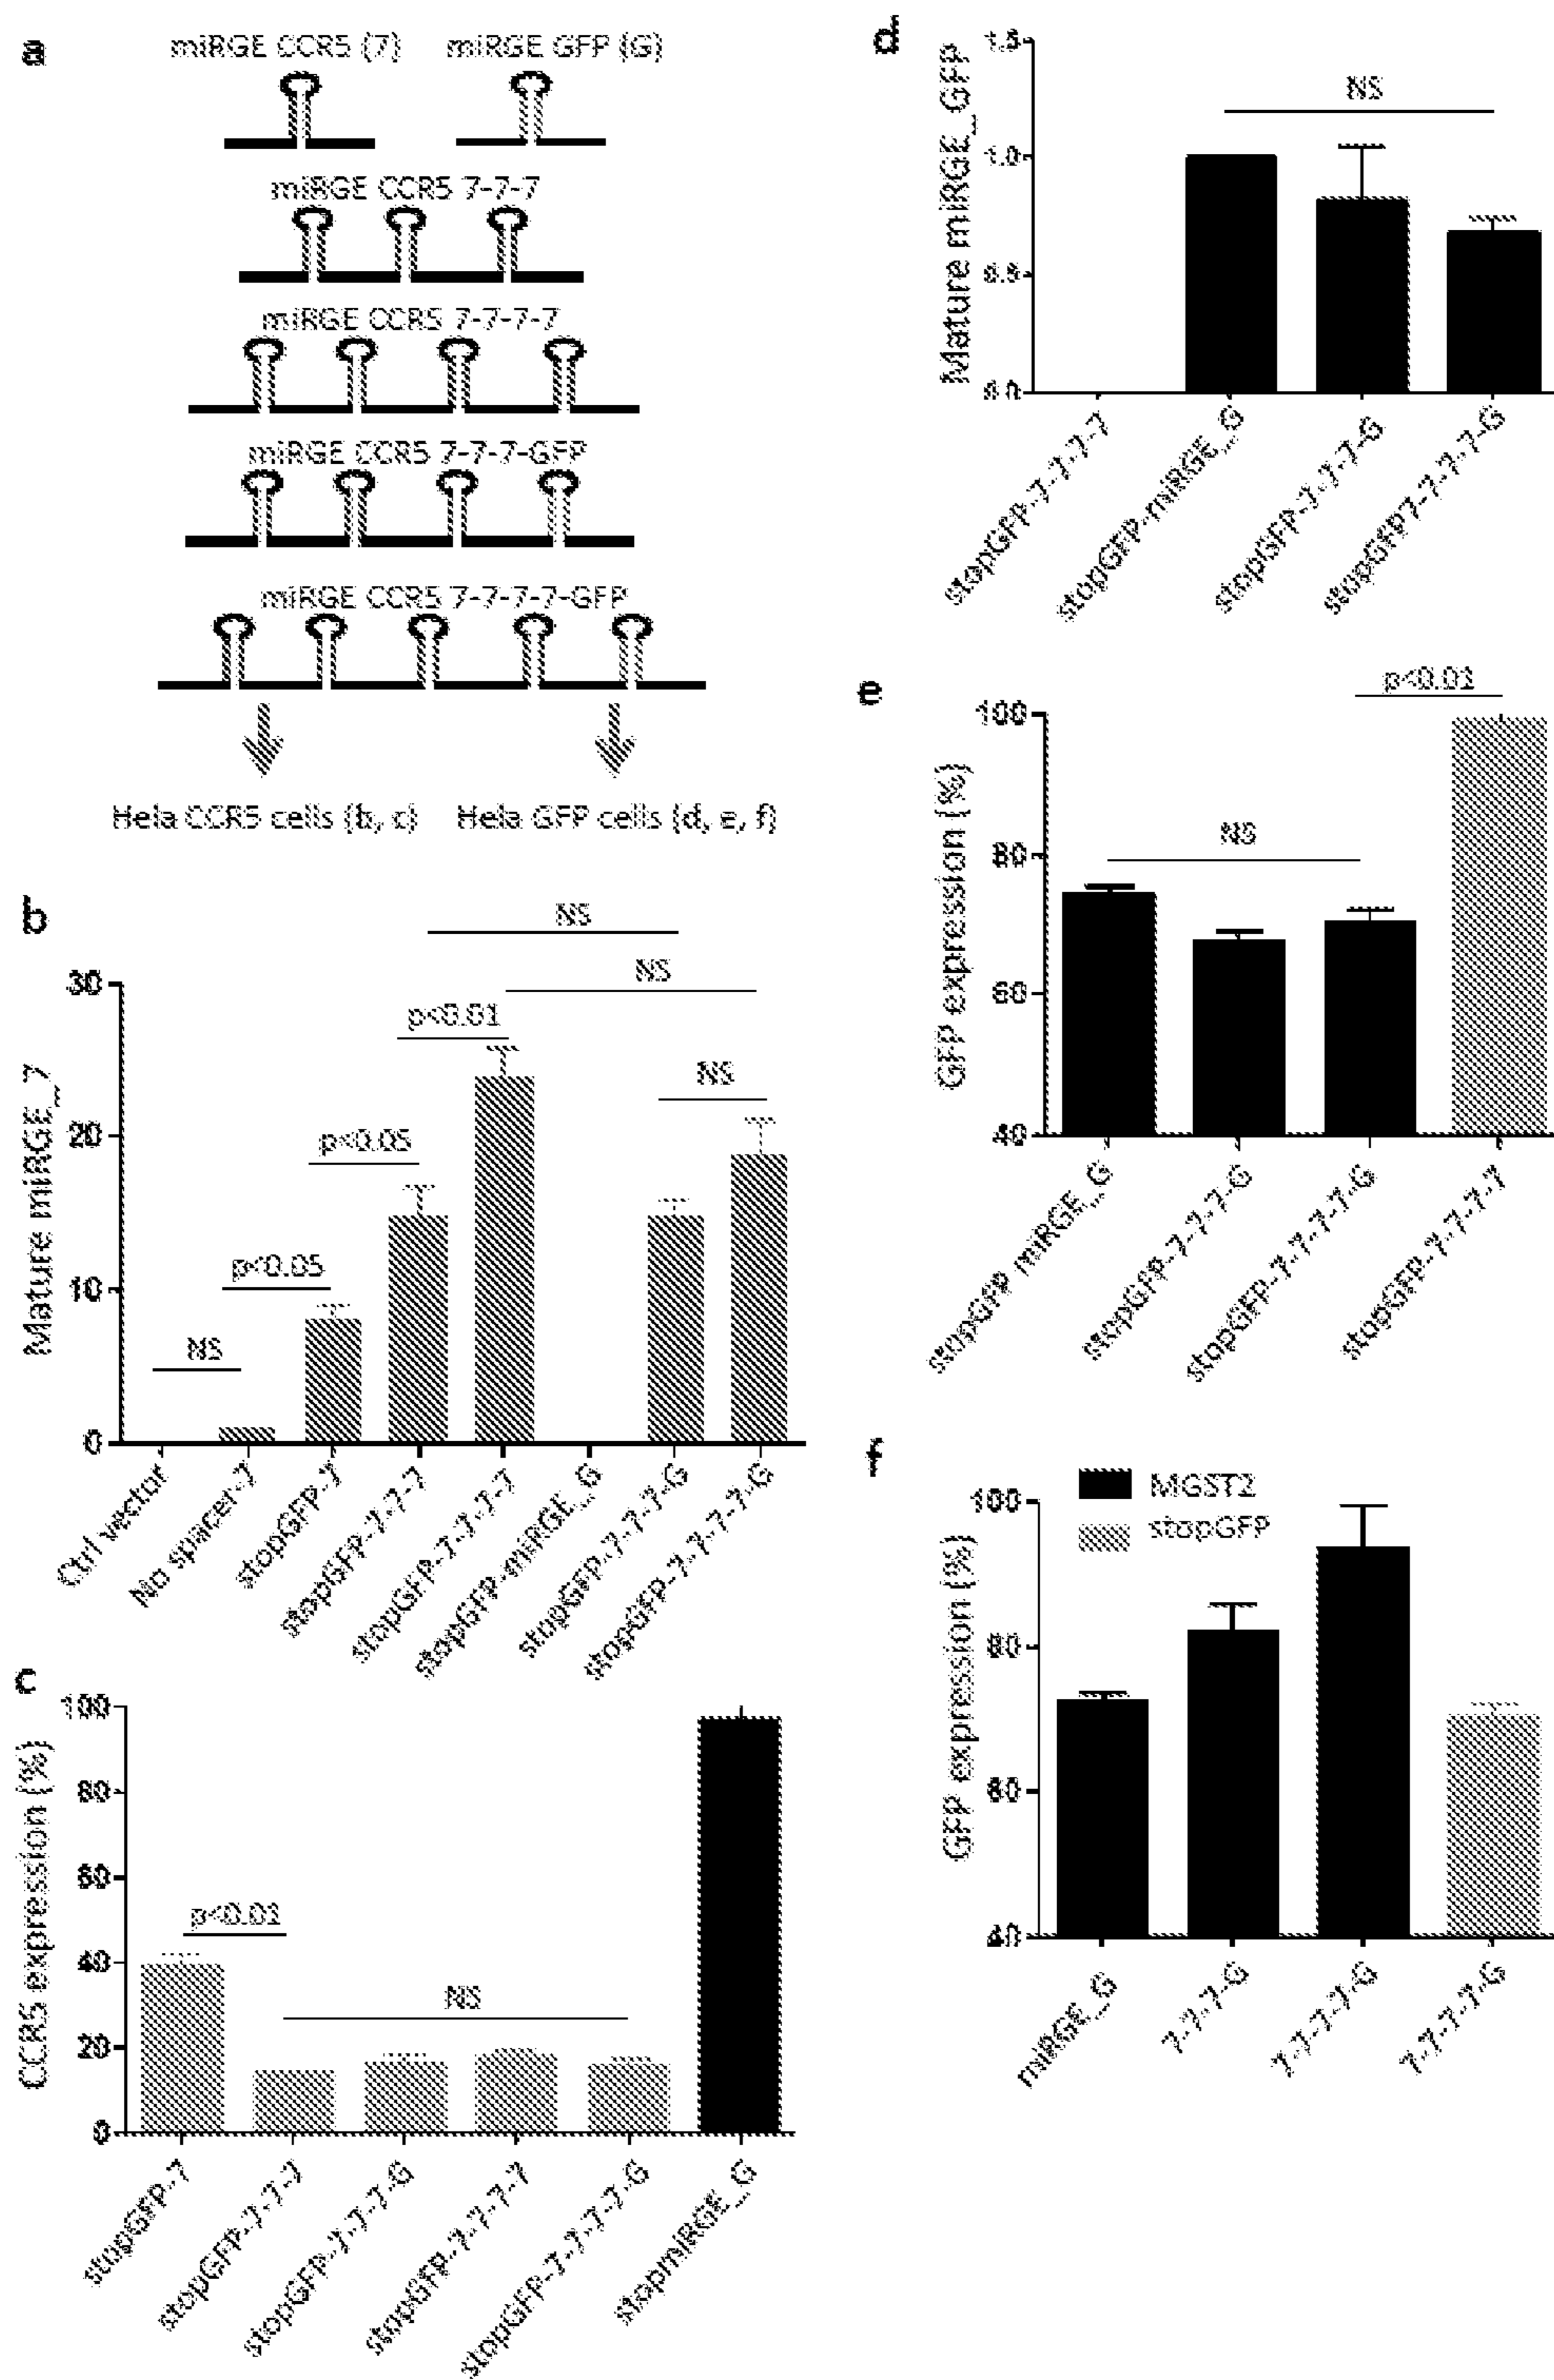 a
miRGE CCR5 (7)
miRGE GFP (G)
miRGE CCR5 7-7-7
miRGE CCR5 7-7-7-7
miRGE CCR5 7-7-7-GFP
miRGE CCR5 7-7-7-7-GFP
Hela CCR5 cells (b, c)
Hela GFP cells (d, e, f)
b
Mature miRGE_7
30
20
10
0
NS
p<0.05
p<0.05
p<0.01
NS
NS
NS
Ctrl vector
No spacer-7
stopGFP-7
stopGFP-7-7-7
stopGFP-7-7-7-7
stopGFP-miRGE_G
stopGFP-7-7-7-G
stopGFP-7-7-7-7-G
c
CCR5 expression (%)
100
80
60
40
20
0
p<0.01
NS
stopGFP-7
stopGFP-7-7-7
stopGFP-7-7-7-G
stopGFP-7-7-7-7
stopGFP-7-7-7-7-G
stopmiRGE_G
d
Mature miRGE_GFP
1.5
1.0
0.5
0.0
NS
stopGFP-7-7-7-7
stopGFP-miRGE_G
stopGFP-7-7-7-G
stopGFP7-7-7-7-G
e
GFP expression (%)
100
80
60
40
NS
p<0.01
stopGFP miRGE_G
stopGFP-7-7-7-G
stopGFP-7-7-7-7-G
stopGFP-7-7-7-7
f
MGST2
stopGFP
GFP expression (%)
100
80
60
40
miRGE_G
7-7-7-G
7-7-7-7-G
7-7-7-7-G